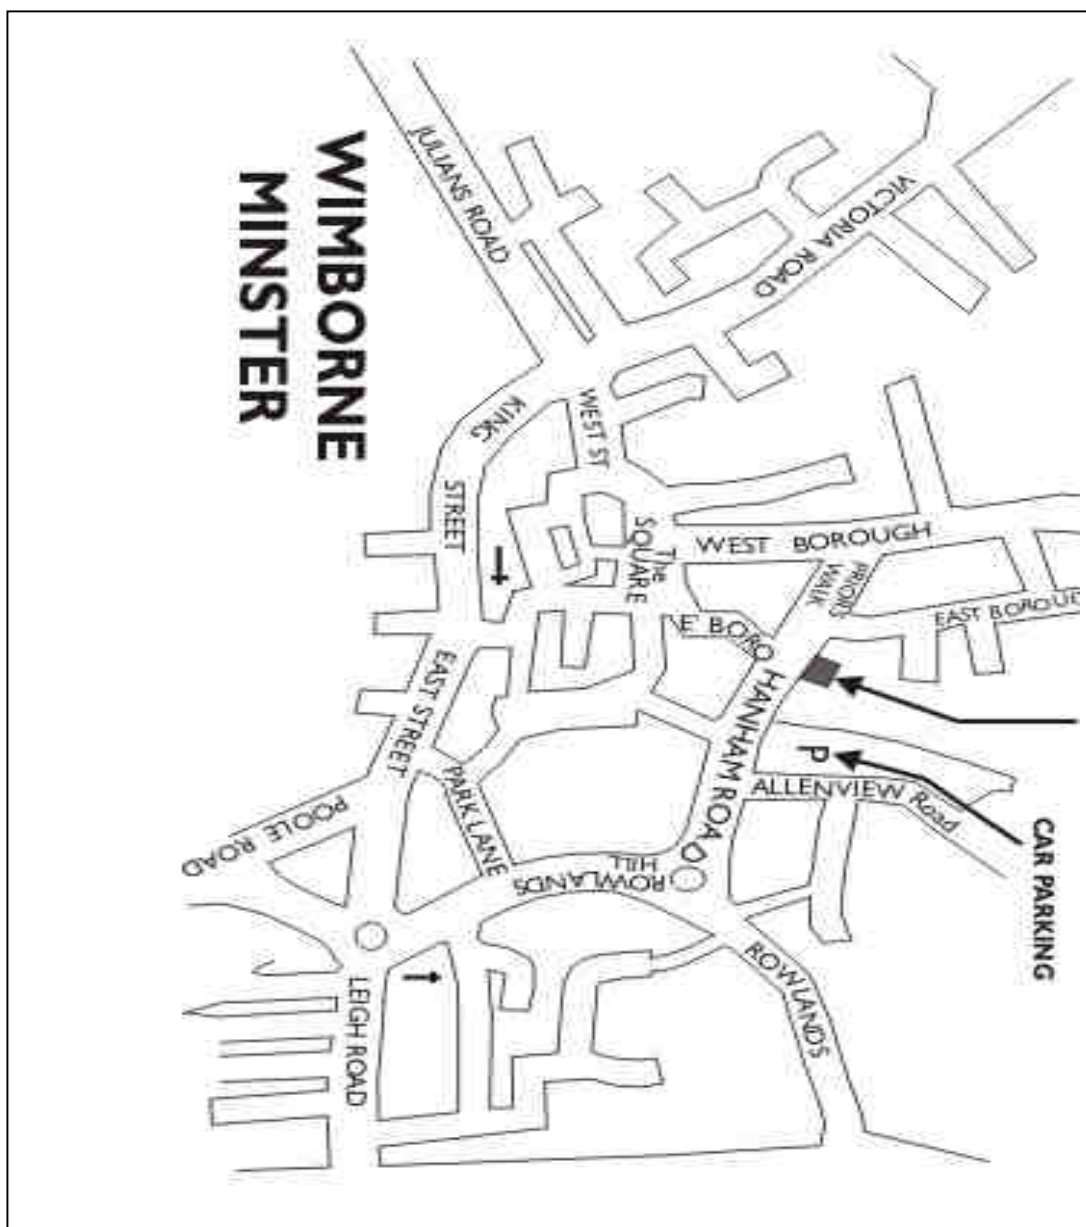 WIMBORNE
MINSTER
JULIANS ROAD
VICTORIA ROAD
KING
STREET
WEST ST
The
SQUARE
WEST BOROUGH
PRIORS
WALK
EAST BOROUG
E' BORO
HANHAM ROAD
P
ALLENVIEW Road
CAR PARKING
EAST STREET
PARK LANE
POOLE ROAD
ROWLANDS
HILL
ROWLANDS
LEIGH ROAD